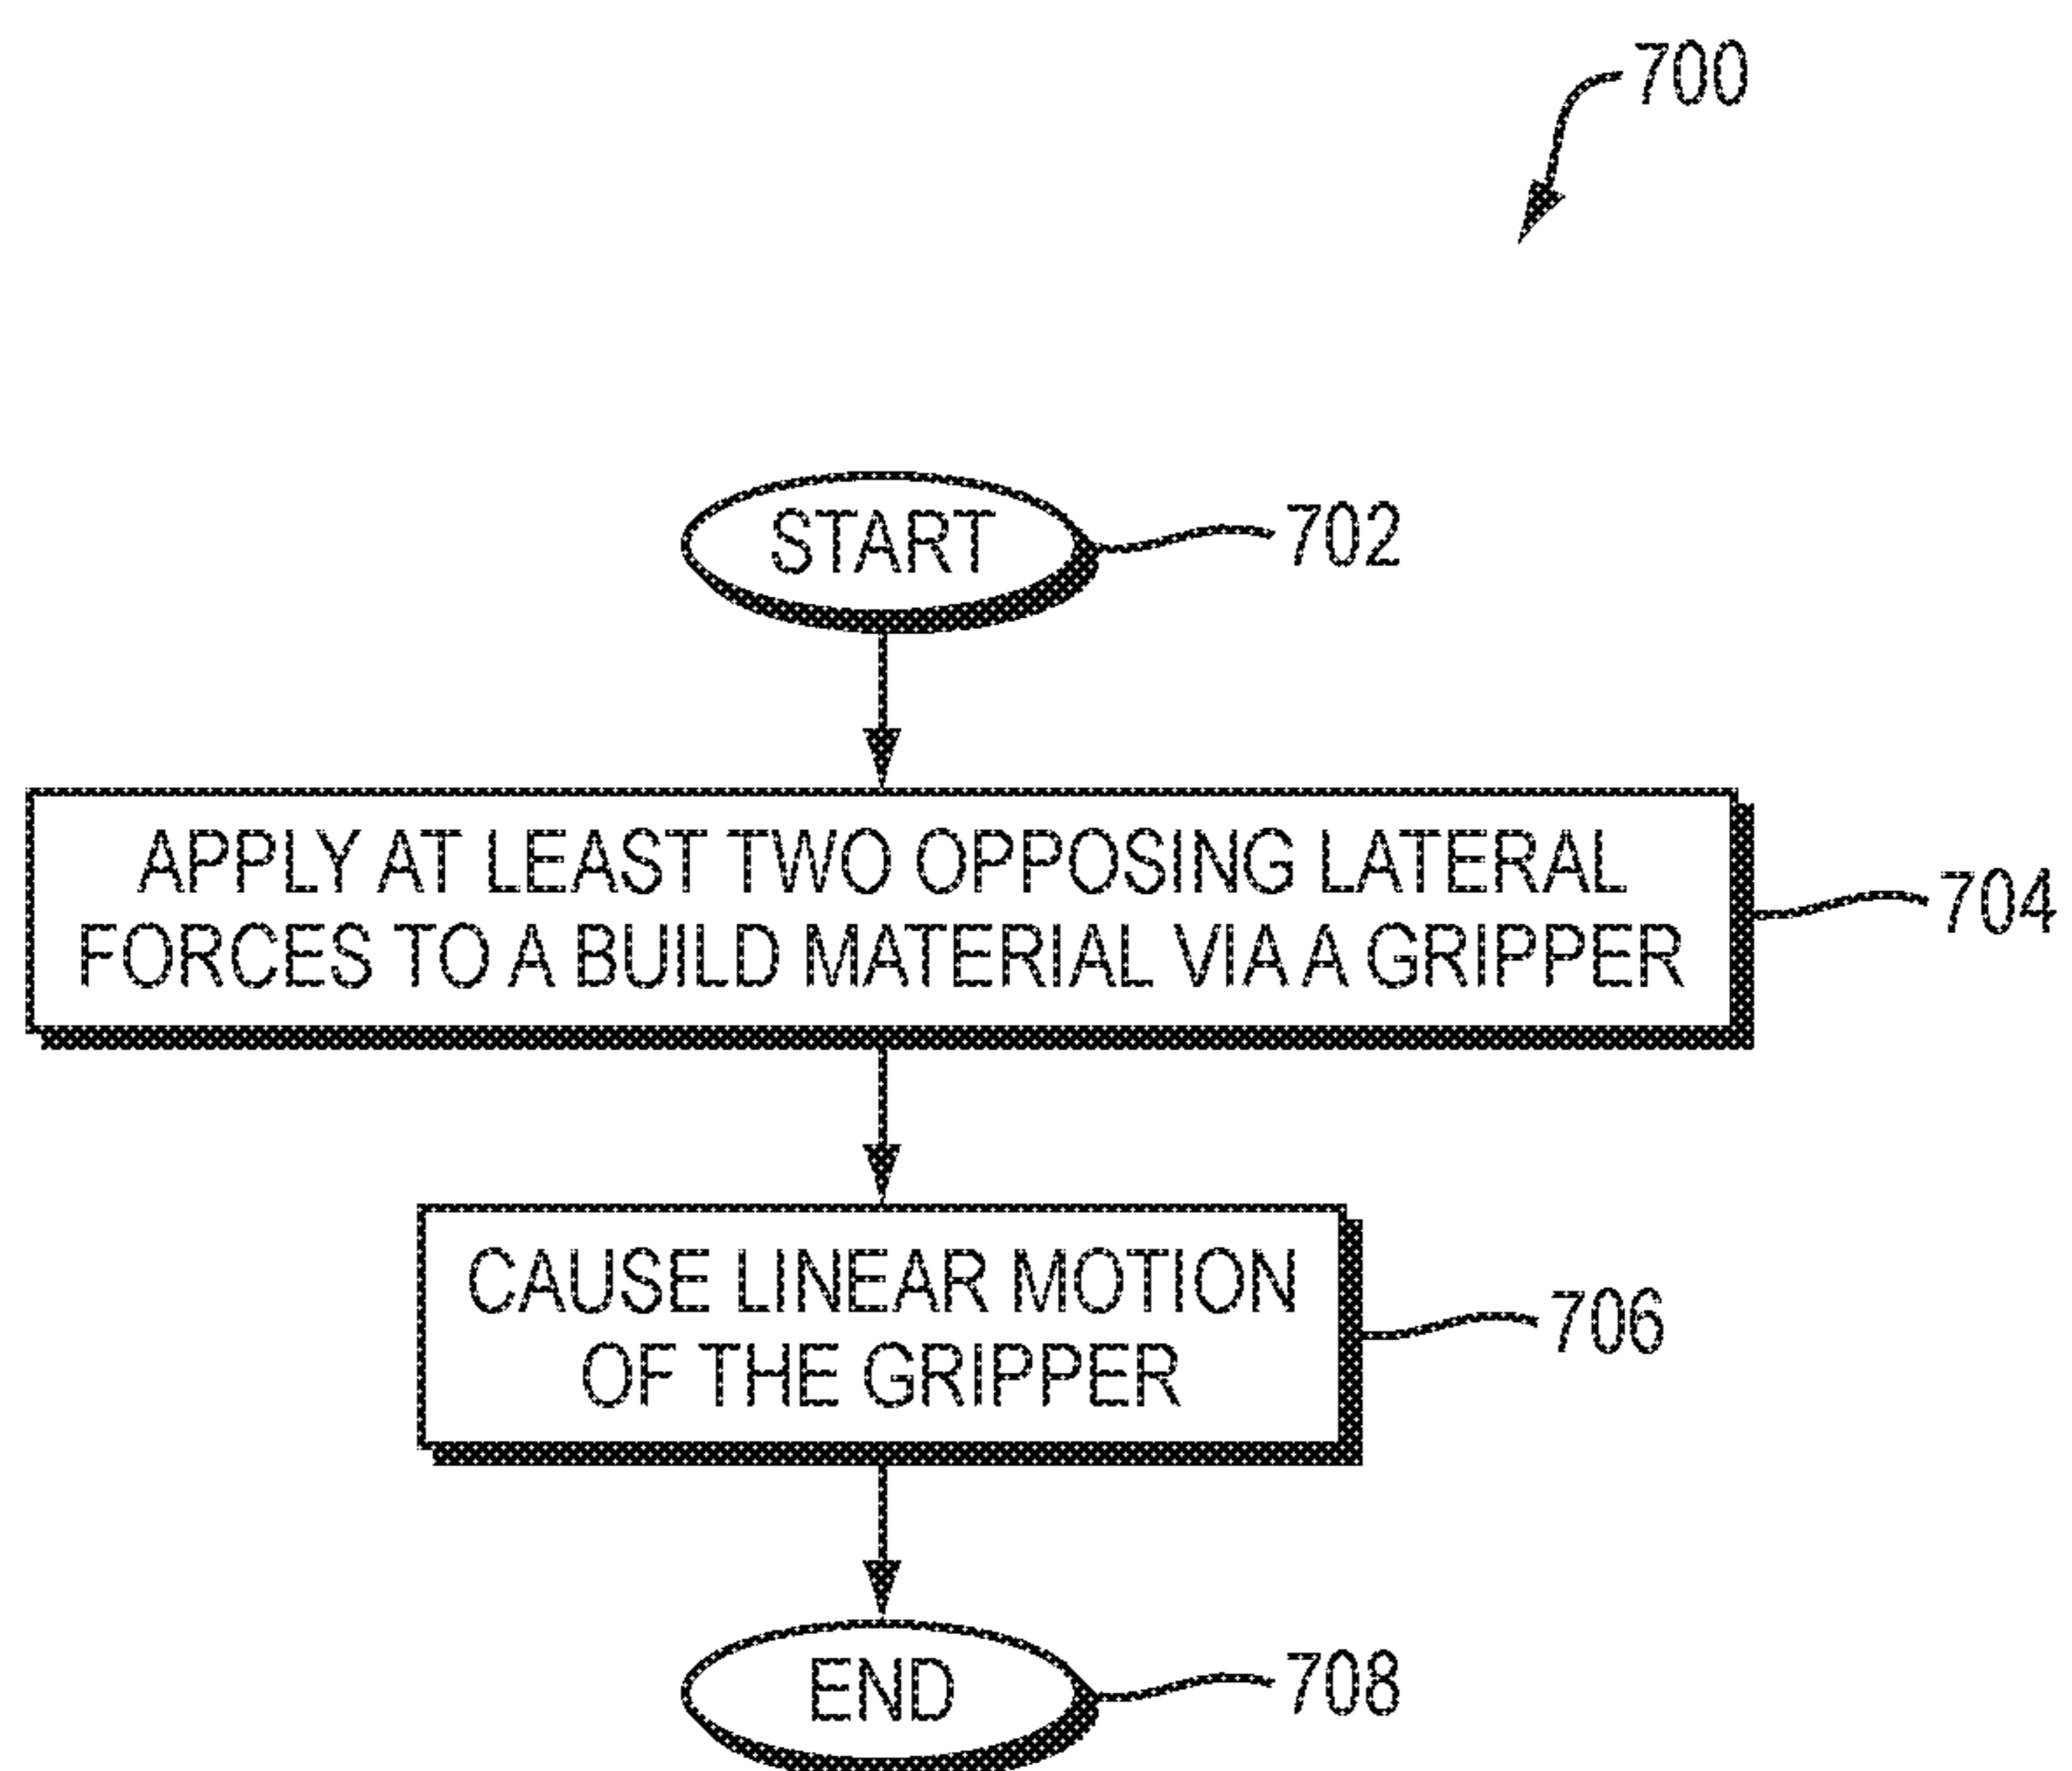 700
START
702
APPLY AT LEAST TWO OPPOSING LATERAL
FORCES TO A BUILD MATERIAL VIA A GRIPPER
704
CAUSE LINEAR MOTION
OF THE GRIPPER
706
END
708